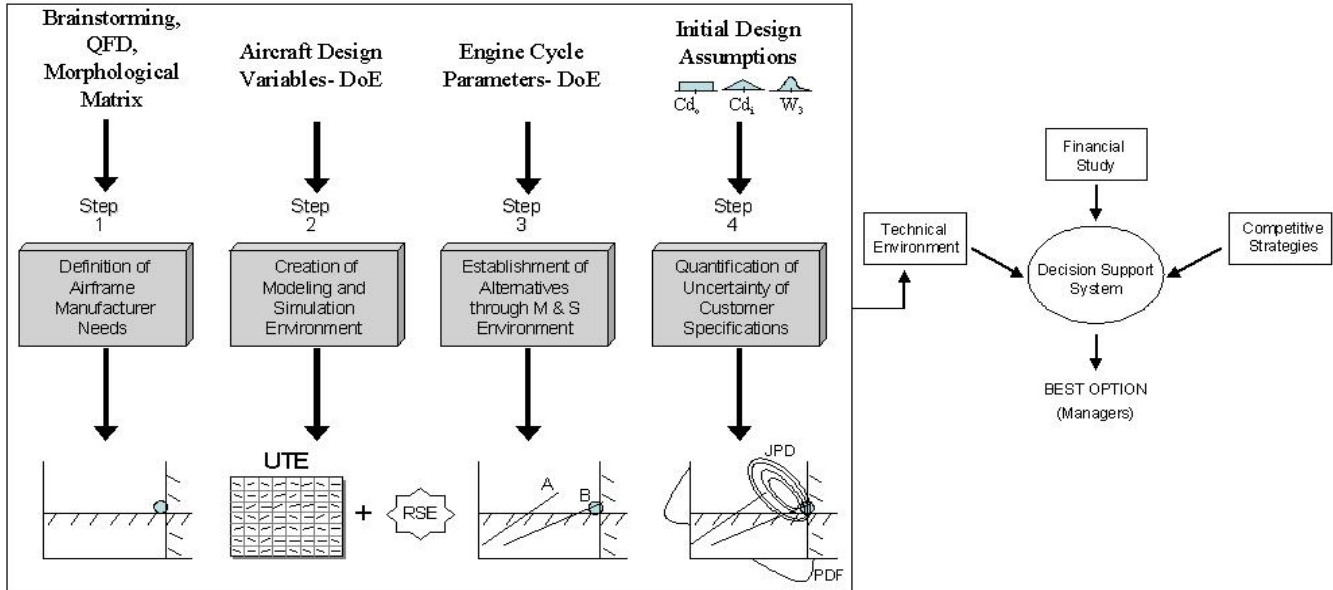 Brainstorming,
QFD,
Morphological
Matrix
Aircraft Design
Variables- DoE
Engine Cycle
Parameters- DoE
Initial Design
Assumptions
Cdₒ
Cdᵢ
W₃
Step
1
Step
2
Step
3
Step
4
Definition of
Airframe
Manufacturer
Needs
Creation of
Modeling and
Simulation
Environment
Establishment of
Alternatives
through M & S
Environment
Quantification of
Uncertainty of
Customer
Specifications
UTE
+
RSE
A
B
JPD
PDF
Technical
Environment
Financial
Study
Competitive
Strategies
Decision Support
System
BEST OPTION
(Managers)